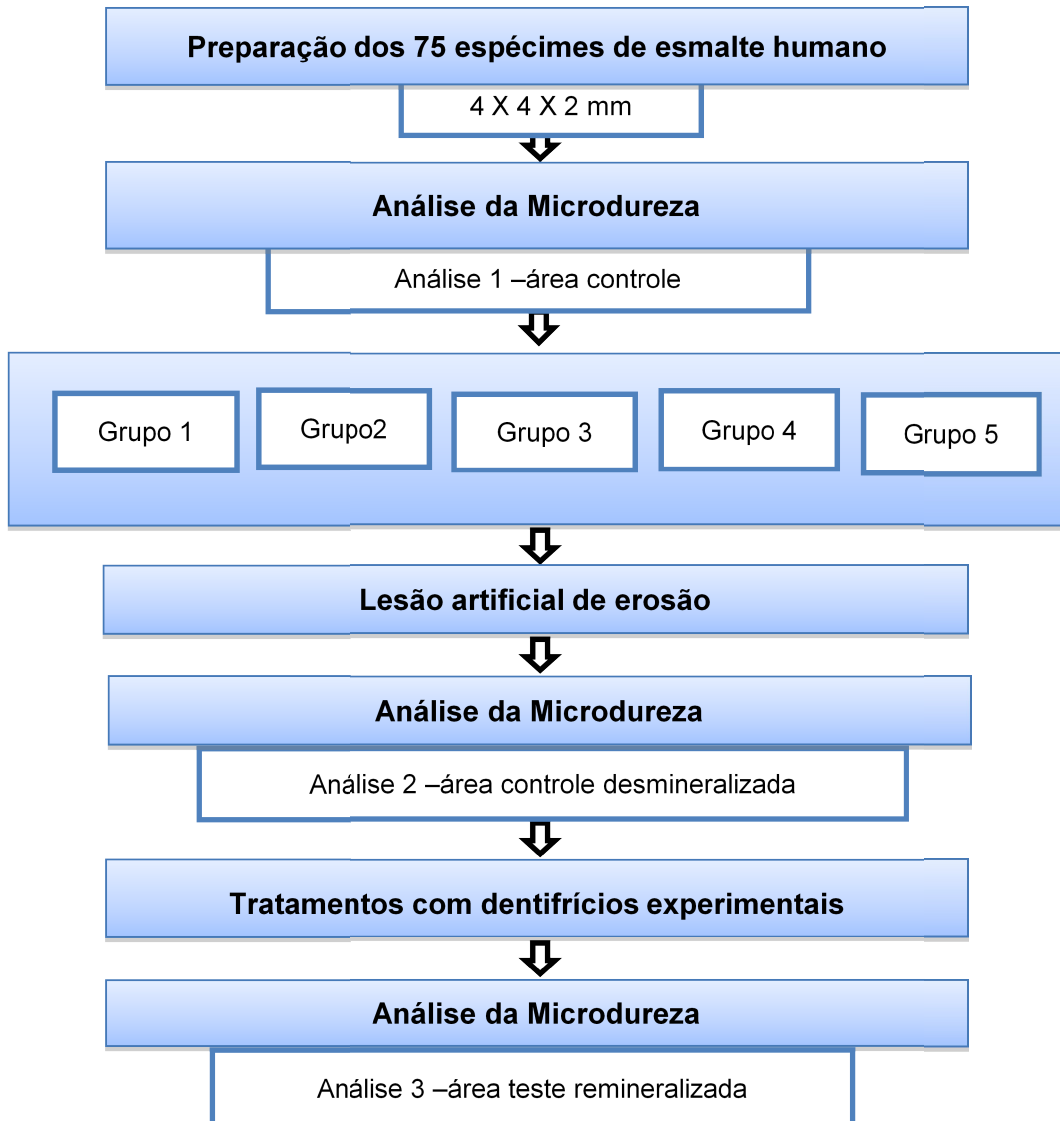 Preparação dos 75 espécimes de esmalte humano
4 X 4 X 2 mm
Análise da Microdureza
Análise 1 –área controle
Grupo 1
Grupo2
Grupo 3
Grupo 4
Grupo 5
Lesão artificial de erosão
Análise da Microdureza
Análise 2 –área controle desmineralizada
Tratamentos com dentifrícios experimentais
Análise da Microdureza
Análise 3 –área teste remineralizada